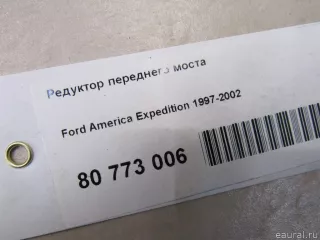 Редуктор переднего моста
Ford America Expedition 1997-2002
80 773 006
eaural.ru